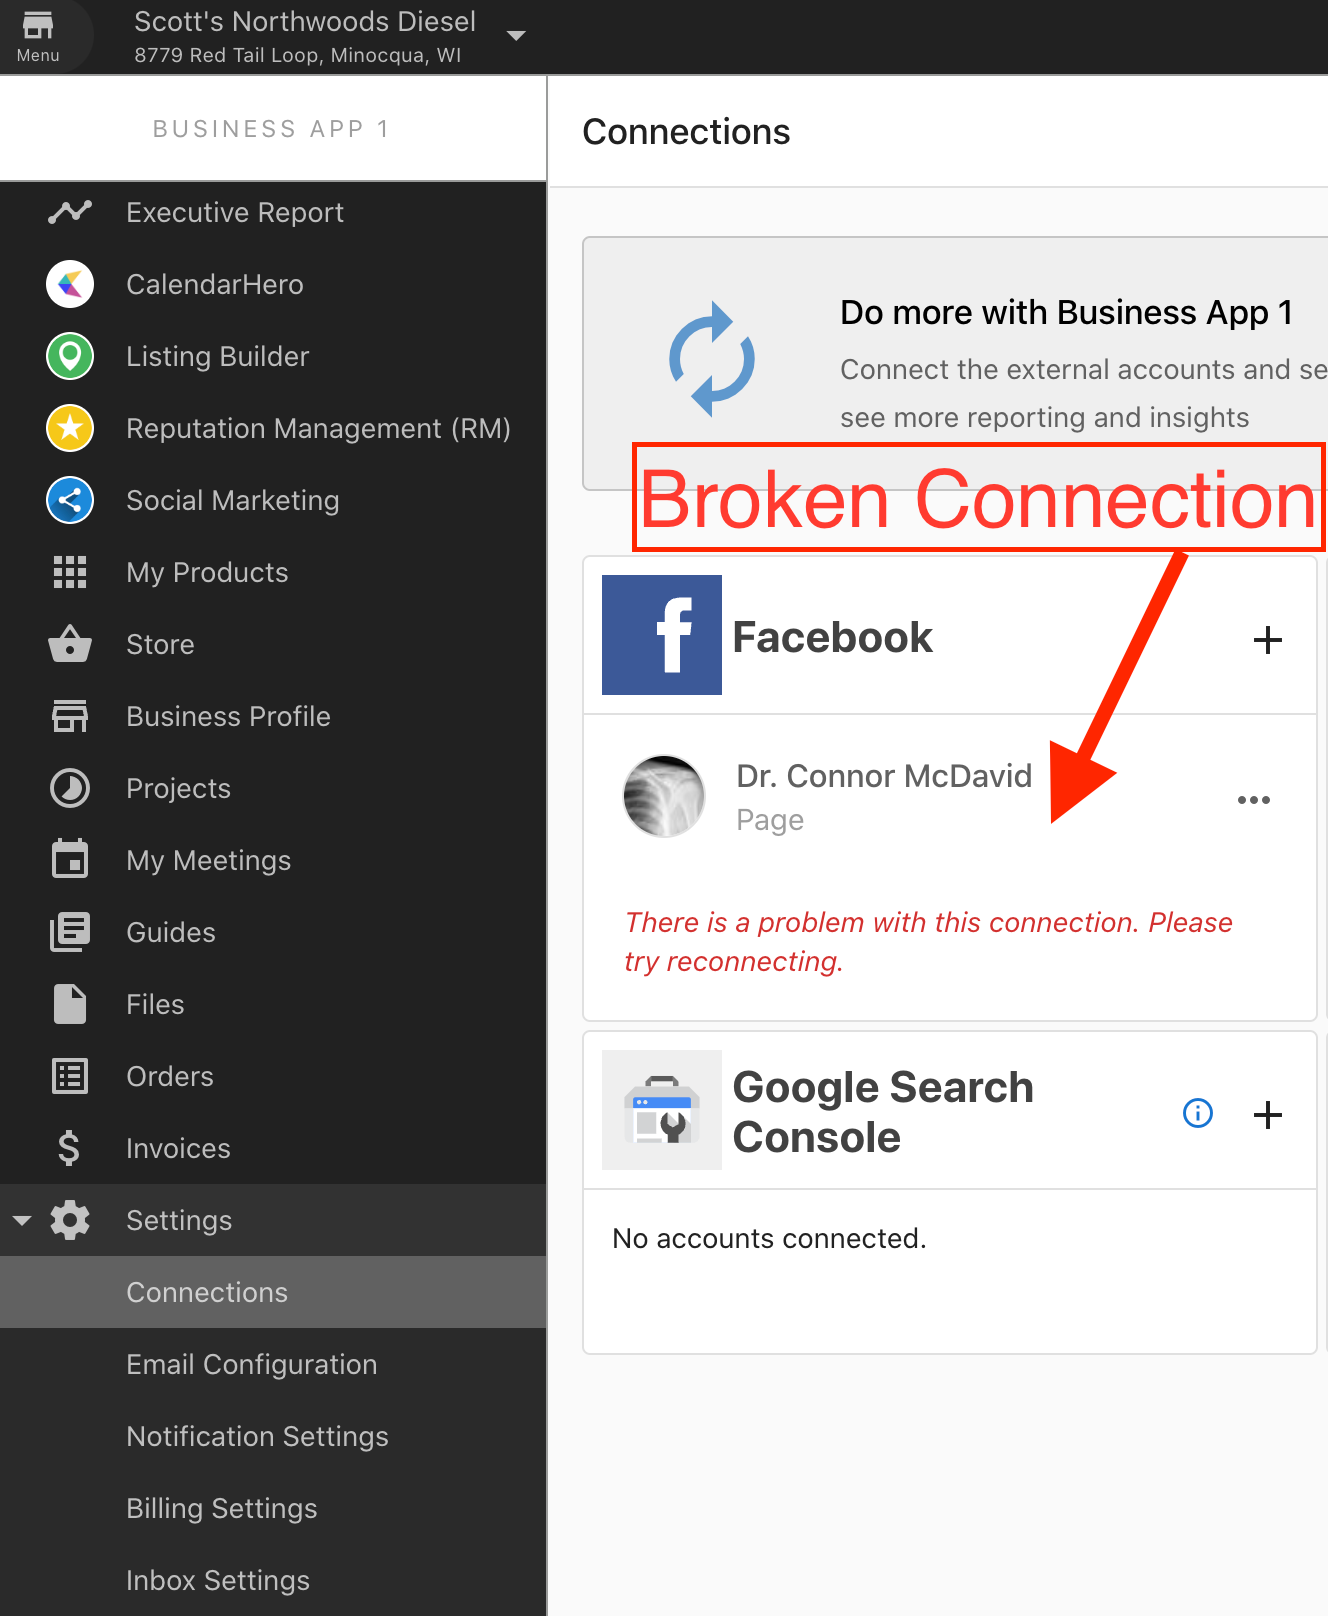 Menu
Scott's Northwoods Diesel
8779 Red Tail Loop, Minocqua, WI
BUSINESS APP 1
Executive Report
CalendarHero
Listing Builder
Reputation Management (RM)
Social Marketing
My Products
Store
Business Profile
Projects
My Meetings
Guides
Files
Orders
Invoices
Settings
Connections
Email Configuration
Notification Settings
Billing Settings
Inbox Settings
Connections
Do more with Business App 1
Connect the external accounts and se
see more reporting and insights
Broken Connection
Facebook
Dr. Connor McDavid
Page
There is a problem with this connection. Please
try reconnecting.
Google Search
Console
No accounts connected.